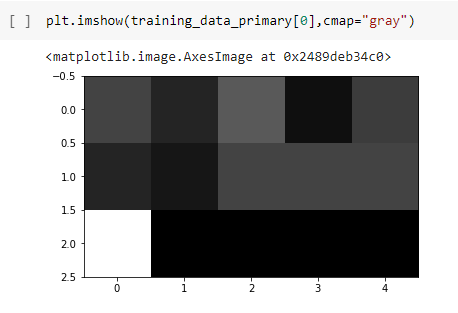 [ ] plt.imshow(training_data_primary[0],cmap="gray")
<matplotlib.image.AxesImage at 0x2489deb34c0>
−0.5
0.0
0.5
1.0
1.5
2.0
2.5
0 1 2 3 4